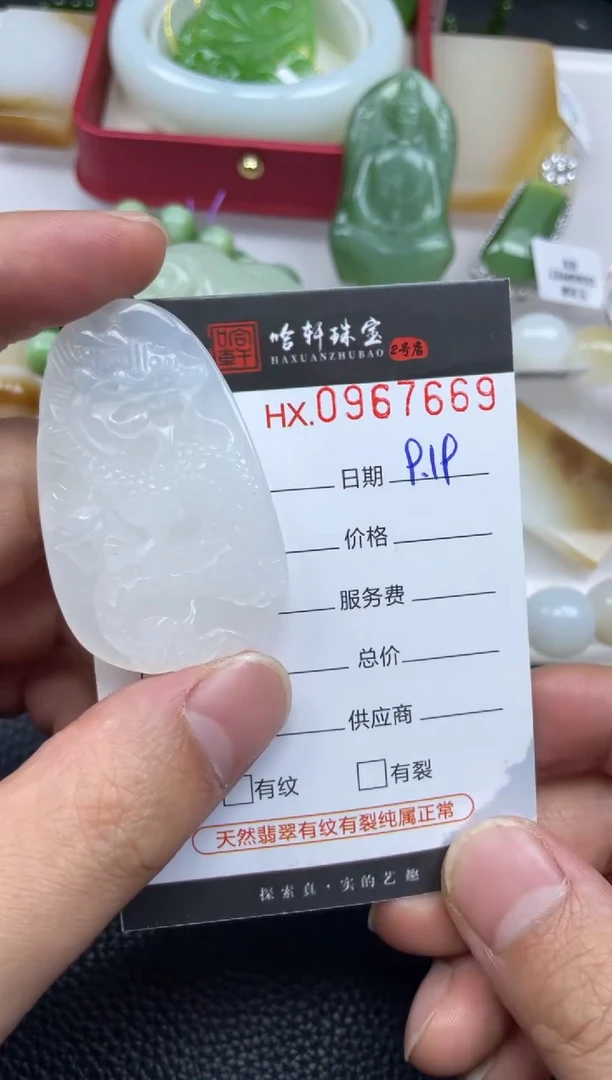 哈轩珠宝
HAXUANZHUBAO
2号店
HX.0967669
日期 P.1P
价格
服务费
总价
供应商
有纹 有裂
天然翡翠有纹有裂纯属正常
探索真·实的艺趣